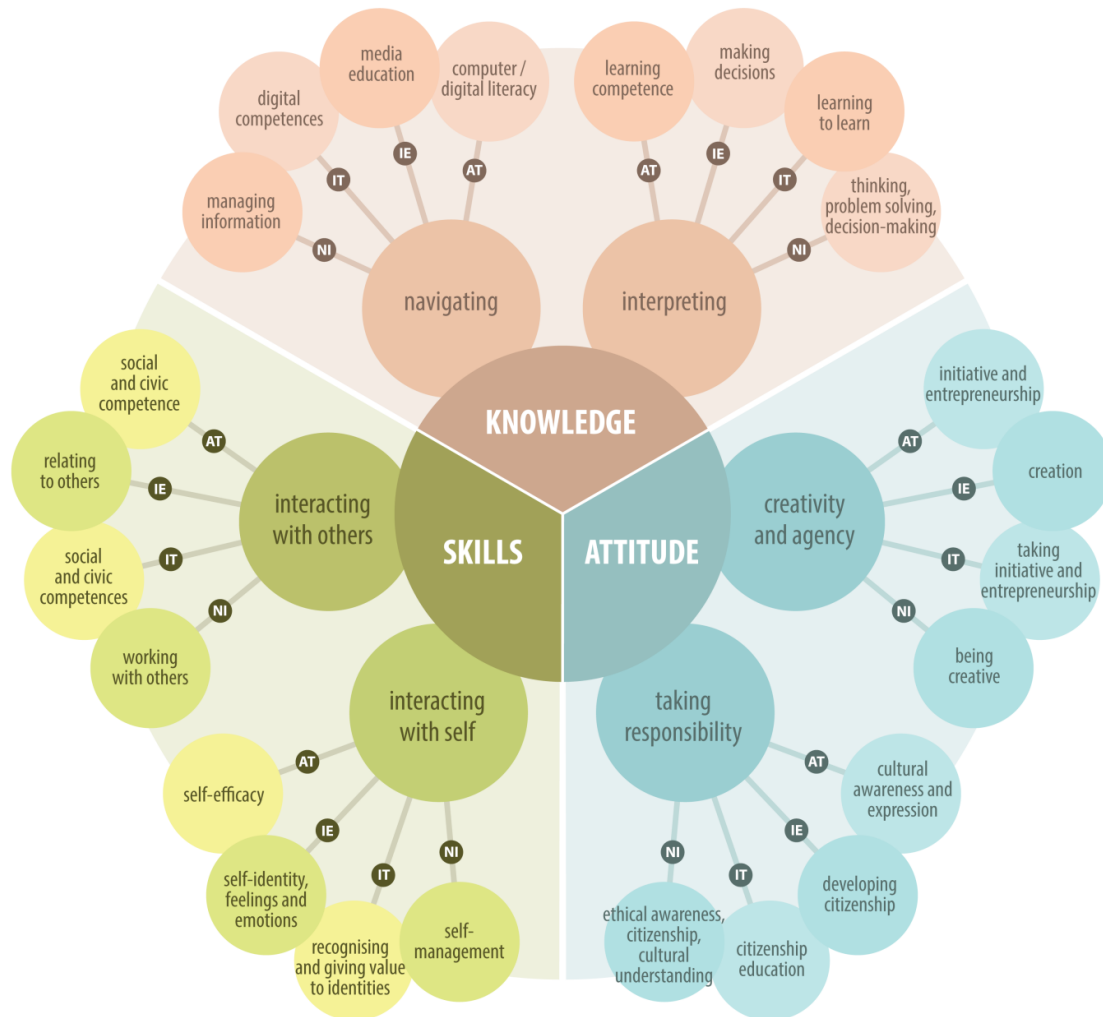 media
education
computer /
digital literacy
digital
competences
managing
information
IE
AT
IT
NI
navigating
learning
competence
making
decisions
learning
to learn
thinking,
problem solving,
decision-making
AT
IE
IT
NI
interpreting
KNOWLEDGE
SKILLS
ATTITUDE
social
and civic
competence
relating
to others
social
and civic
competences
working
with others
AT
IE
IT
NI
interacting
with others
interacting
with self
AT
IE
IT
NI
self-efficacy
self-identity,
feelings and
emotions
recognising
and giving value
to identities
self-
management
initiative and
entrepreneurship
creation
taking
initiative and
entrepreneurship
being
creative
AT
IE
IT
NI
creativity
and agency
taking
responsibility
AT
IE
IT
NI
cultural
awareness and
expression
developing
citizenship
citizenship
education
ethical awareness,
citizenship,
cultural
understanding